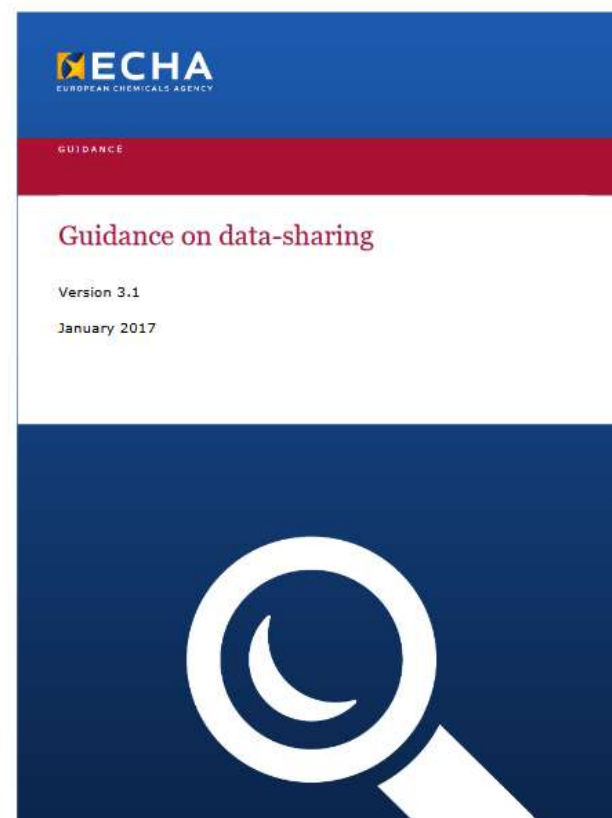 ECHA
EUROPEAN CHEMICALS AGENCY
GUIDANCE
Guidance on data-sharing
Version 3.1
January 2017